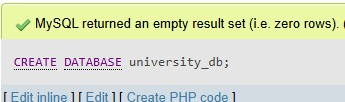 MySQL returned an empty result set (i.e. zero rows). (
CREATE DATABASE university_db;
[ Edit inline ] [ Edit ] [ Create PHP code ]